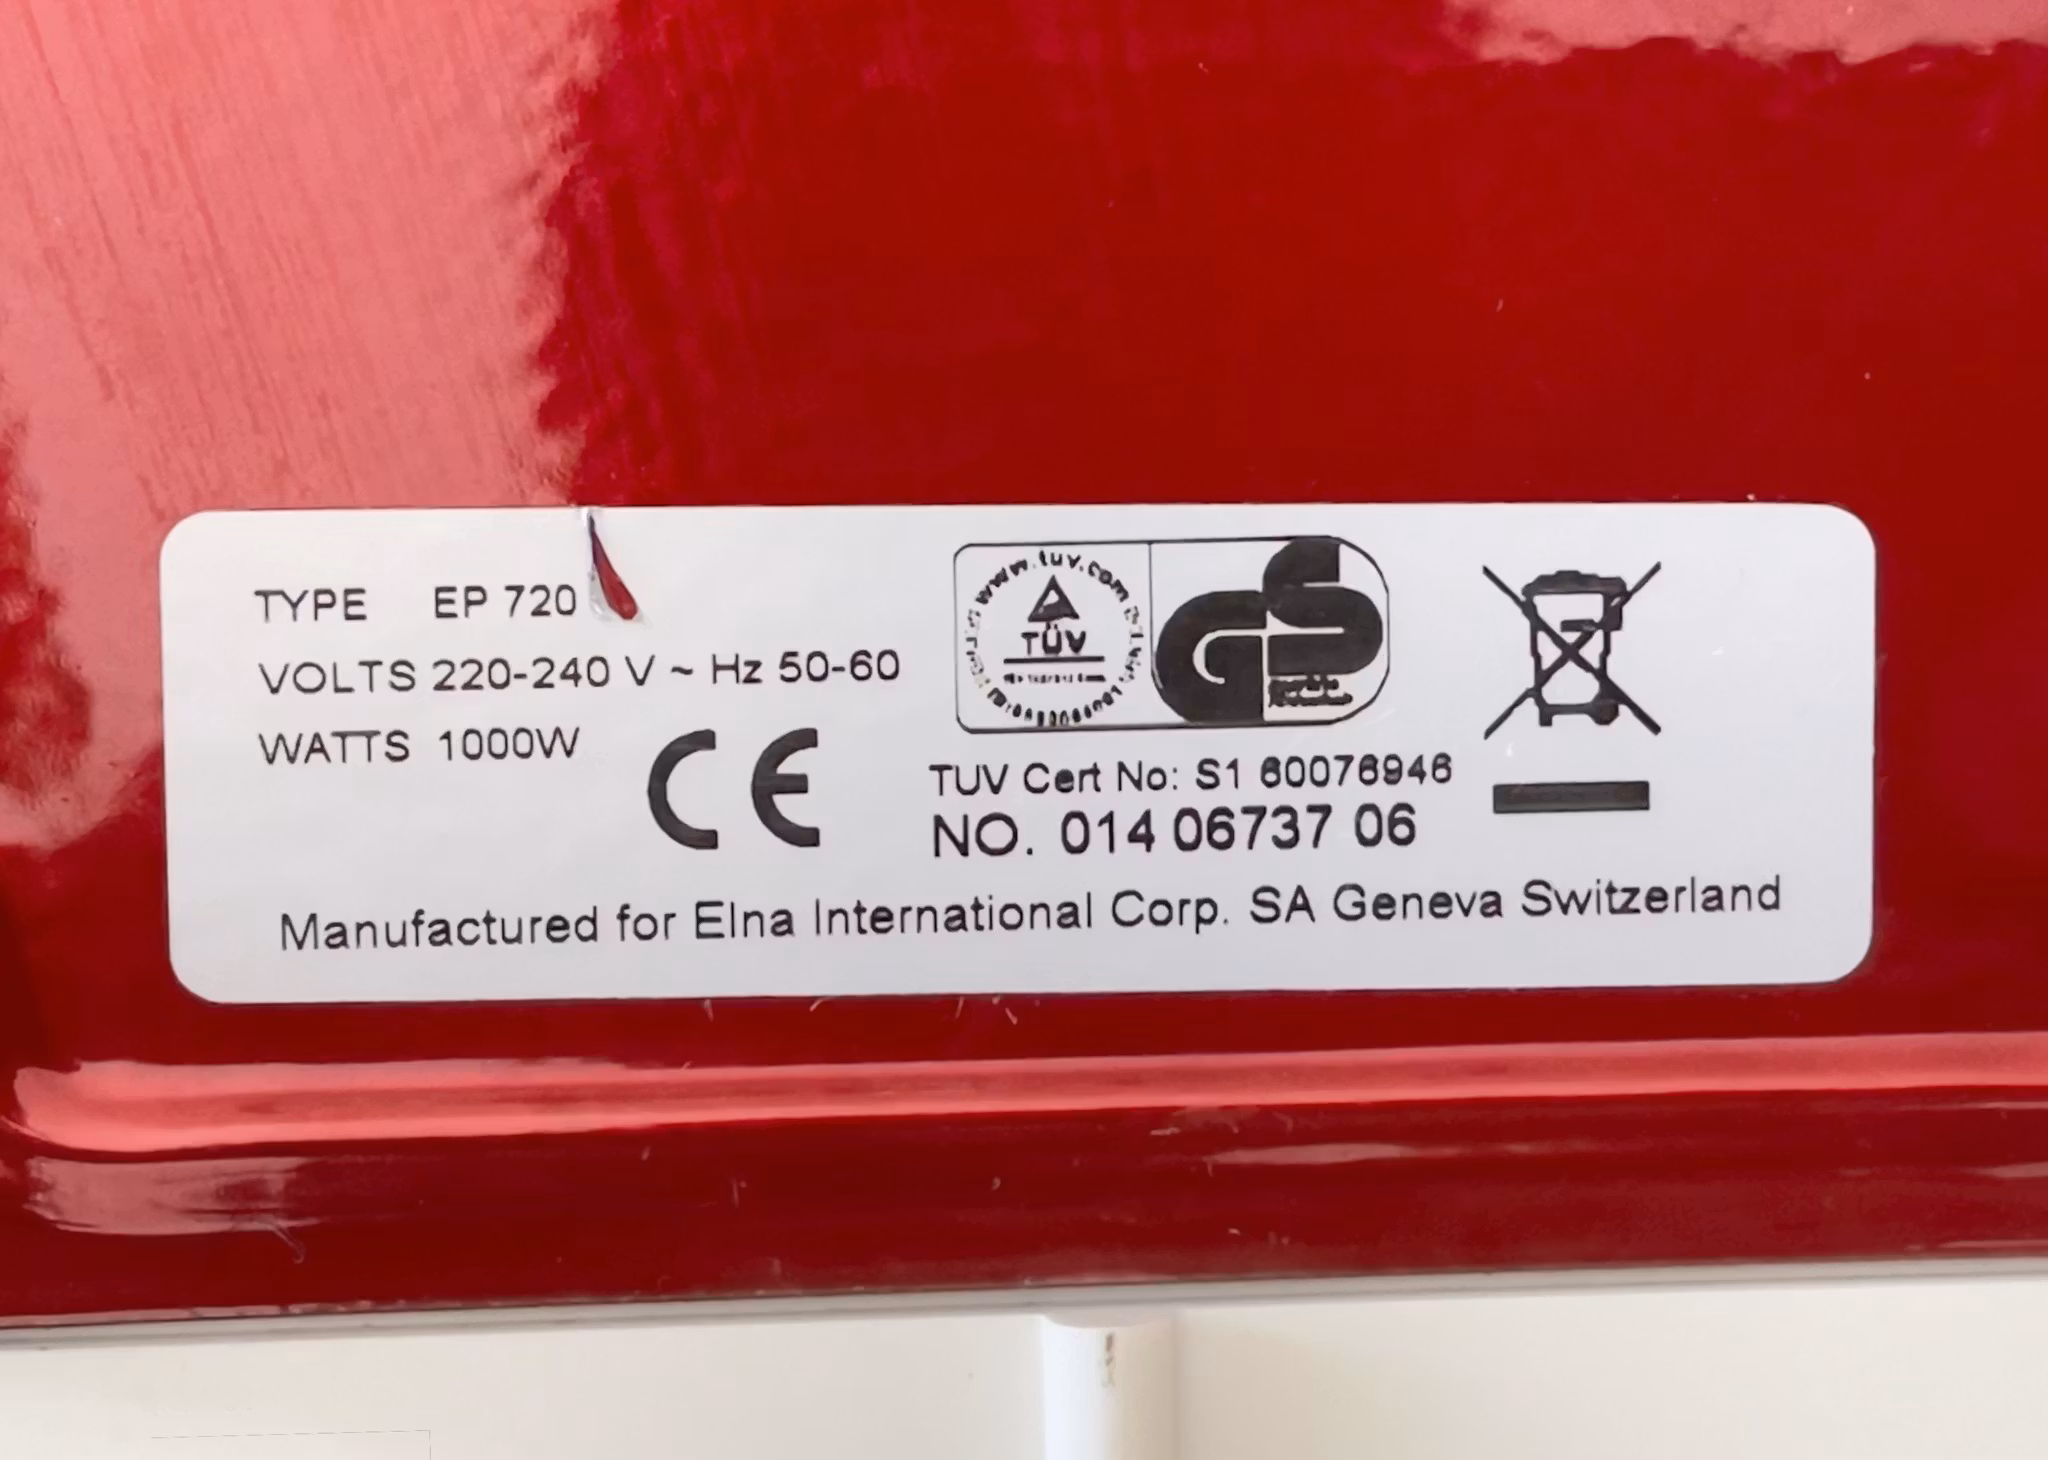 TYPE EP 720
VOLTS 220-240 V ~ Hz 50-60
WATTS 1000W
CE
www.tuv.com
TÜV
GS
TUV Cert No: S1 60076946
NO. 014 06737 06
Manufactured for Elna International Corp. SA Geneva Switzerland